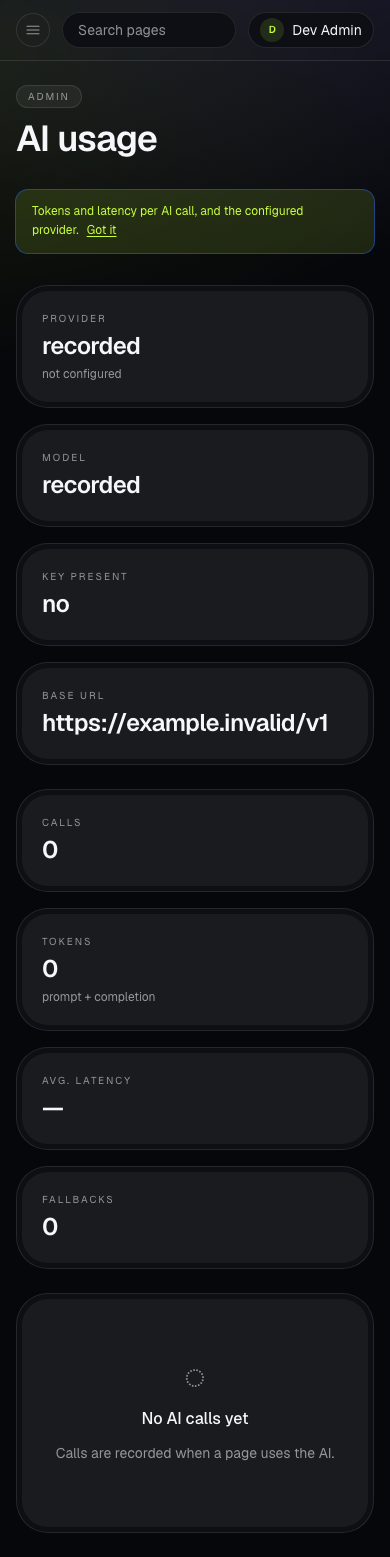 Search pages
D
Dev Admin
ADMIN
AI usage
Tokens and latency per AI call, and the configured
provider. Got it
PROVIDER
recorded
not configured
MODEL
recorded
KEY PRESENT
no
BASE URL
https://example.invalid/v1
CALLS
0
TOKENS
0
prompt + completion
AVG. LATENCY
—
FALLBACKS
0
No AI calls yet
Calls are recorded when a page uses the AI.